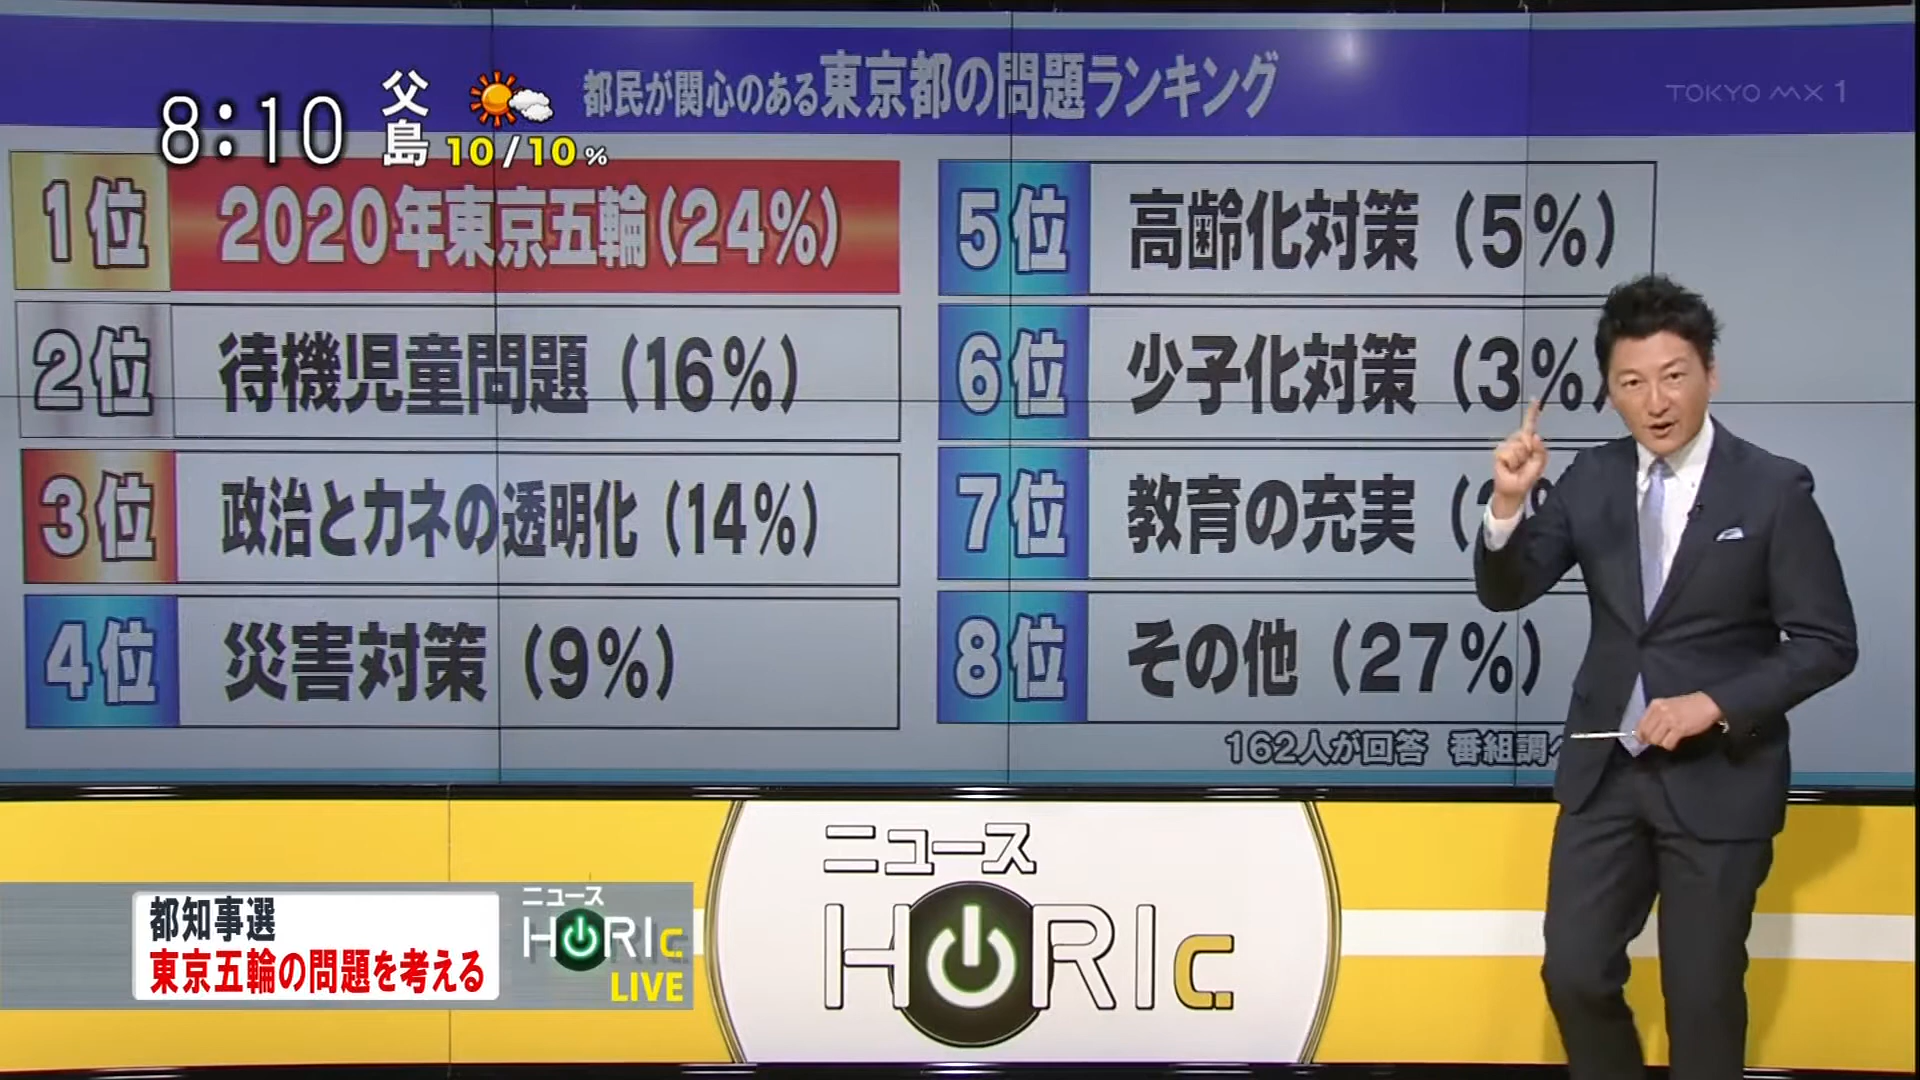 都民が関心のある東京都の問題ランキング
TOKYO MX 1
8:10
父島
10/10%
1位 2020年東京五輪(24%)
2位 待機児童問題(16%)
3位 政治とカネの透明化(14%)
4位 災害対策(9%)
5位 高齢化対策(5%)
6位 少子化対策(3%)
7位 教育の充実
8位 その他(27%)
162人が回答 番組調べ
ニュース
HORIC.
都知事選
東京五輪の問題を考える
ニュース
HORIC
LIVE